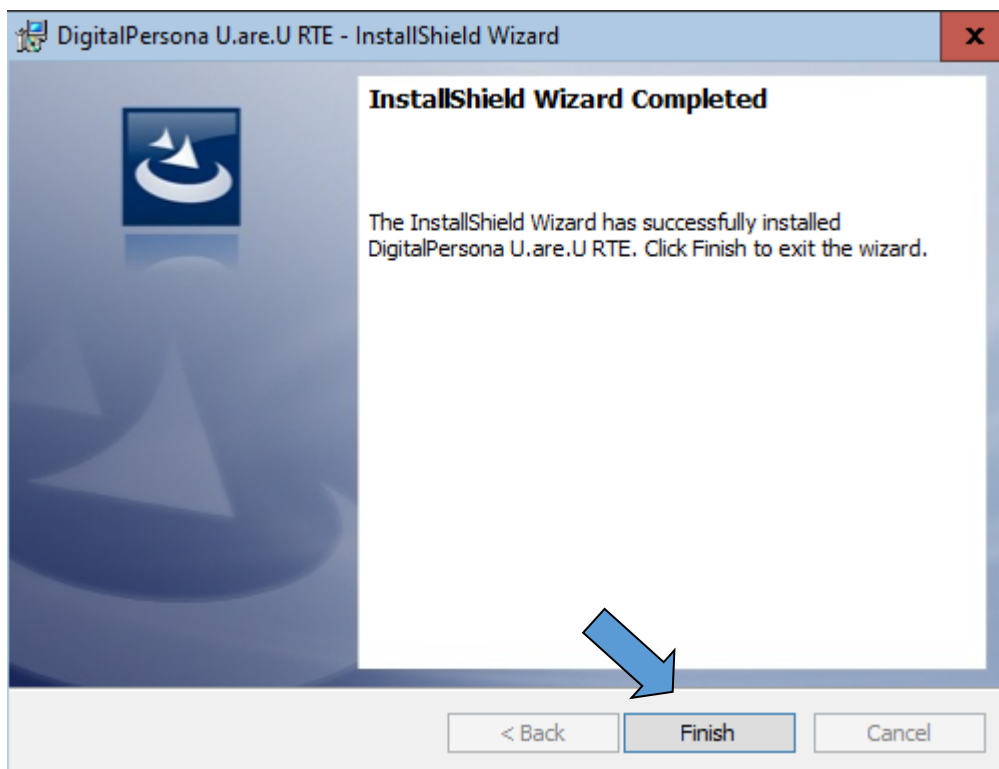 DigitalPersona U.are.U RTE - InstallShield Wizard
x
InstallShield Wizard Completed
The InstallShield Wizard has successfully installed
DigitalPersona U.are.U RTE. Click Finish to exit the wizard.
< Back Finish Cancel